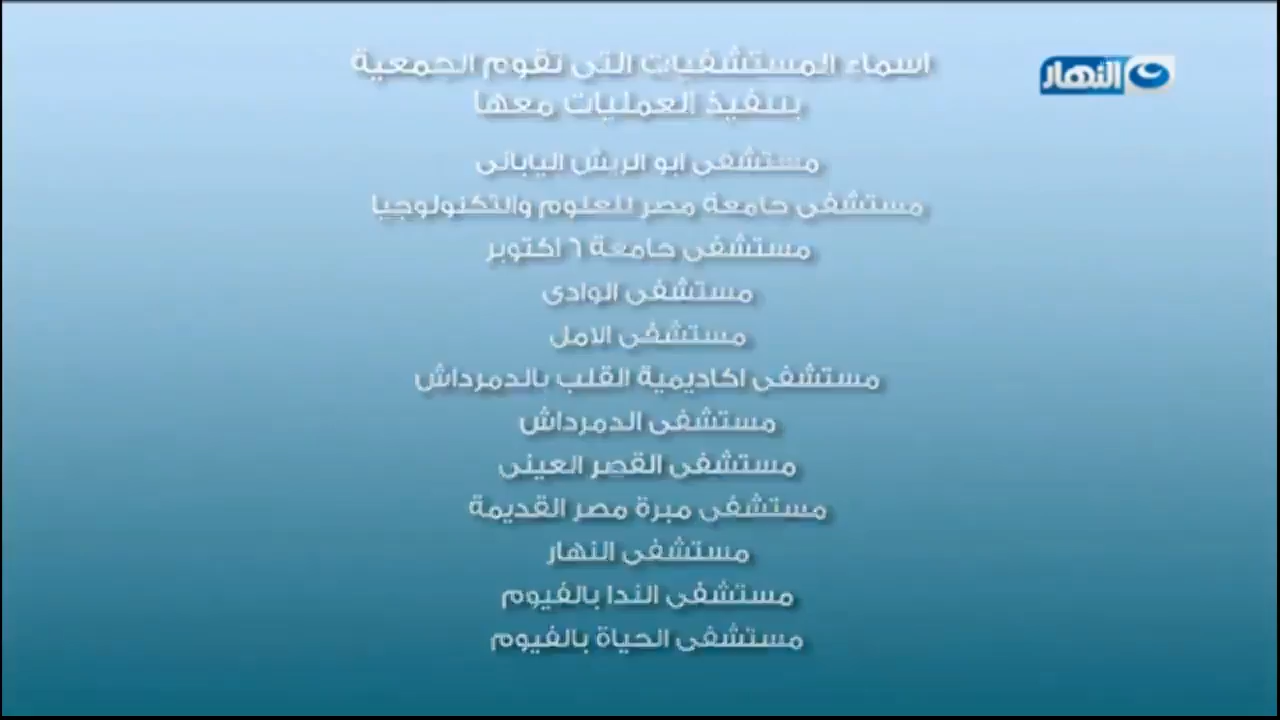 اسماء المستشفيات التى تقوم الجمعية
بتنفيذ العمليات معها
النهار
مستشفى ابو الريش اليابانى
مستشفى جامعة مصر للعلوم والتكنولوجيا
مستشفى جامعة ٦ اكتوبر
مستشفى الوادى
مستشفى الامل
مستشفى اكاديمية القلب بالدمرداش
مستشفى الدمرداش
مستشفى القصر العينى
مستشفى مبرة مصر القديمة
مستشفى النهار
مستشفى الندا بالفيوم
مستشفى الحياة بالفيوم